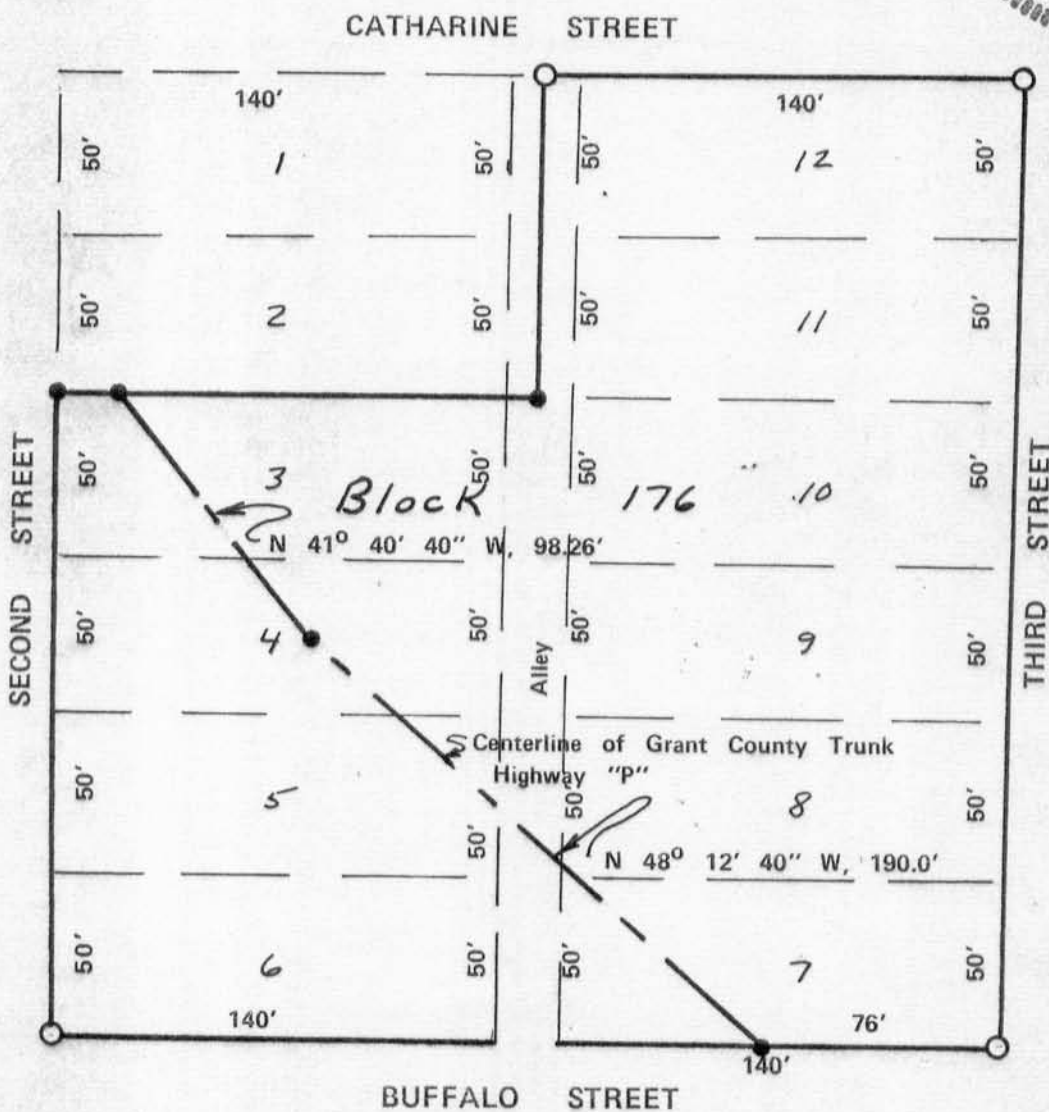 CATHARINE STREET
140' 140'
50' 1 50' 50' 12 50'
50' 2 50' 50' 11 50'
SECOND STREET
THIRD STREET
50' 3 50' 50' 10 50'
Block 176
N 41° 40' 40" W, 98.26'
50' 4 50' 50' 9 50'
Alley
Centerline of Grant County Trunk
Highway "P"
50' 5 50' 50' 8 50'
N 48° 12' 40" W, 190.0'
50' 6 50' 50' 7 50'
140' 76'
140'
BUFFALO STREET